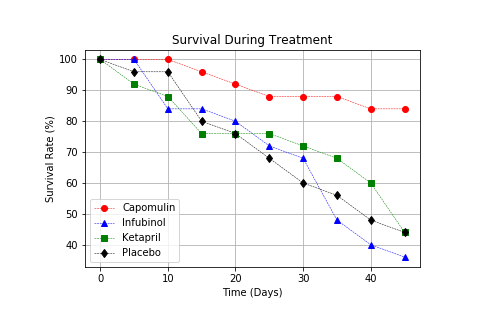 Survival During Treatment
100
90
80
70
60
50
40
Survival Rate (%)
Capomulin
Infubinol
Ketapril
Placebo
0 10 20 30 40
Time (Days)